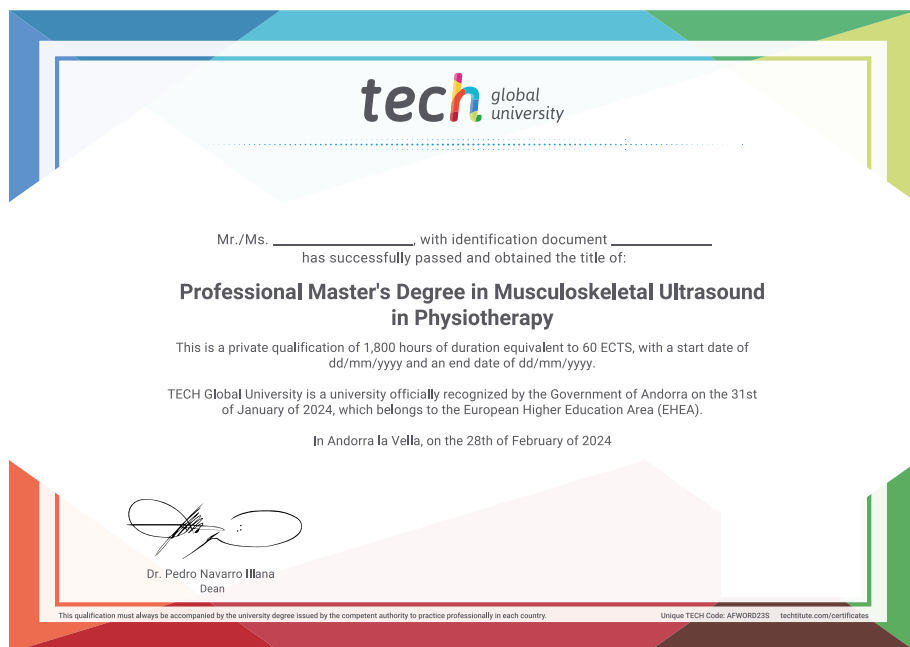 tech global
university
Mr./Ms. ____________, with identification document ____________
has successfully passed and obtained the title of:
Professional Master's Degree in Musculoskeletal Ultrasound
in Physiotherapy
This is a private qualification of 1,800 hours of duration equivalent to 60 ECTS, with a start date of
dd/mm/yyyy and an end date of dd/mm/yyyy.
TECH Global University is a university officially recognized by the Government of Andorra on the 31st
of January of 2024, which belongs to the European Higher Education Area (EHEA).
In Andorra la Vella, on the 28th of February of 2024
Dr. Pedro Navarro Illana
Dean
This qualification must always be accompanied by the university degree issued by the competent authority to practice professionally in each country.
Unique TECH Code: AFWORD23S techtitute.com/certificates